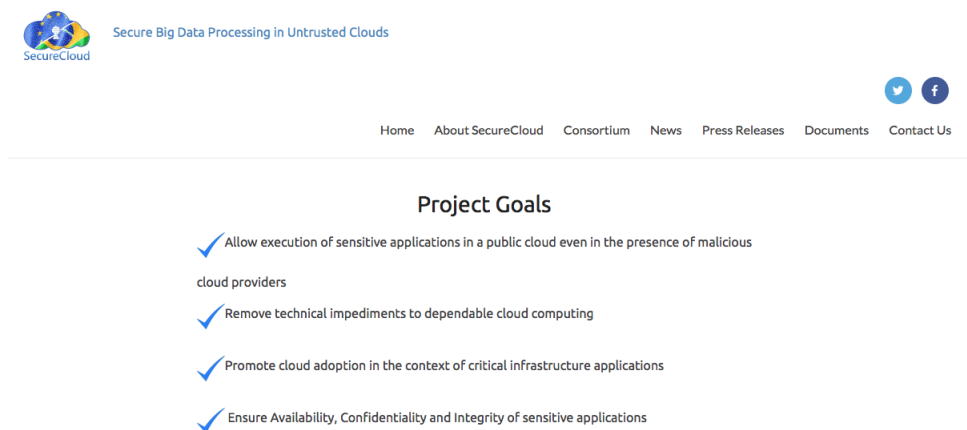 Secure Big Data Processing in Untrusted Clouds
SecureCloud
Home About SecureCloud Consortium News Press Releases Documents Contact Us
Project Goals
Allow execution of sensitive applications in a public cloud even in the presence of malicious
cloud providers
Remove technical impediments to dependable cloud computing
Promote cloud adoption in the context of critical infrastructure applications
Ensure Availability, Confidentiality and Integrity of sensitive applications